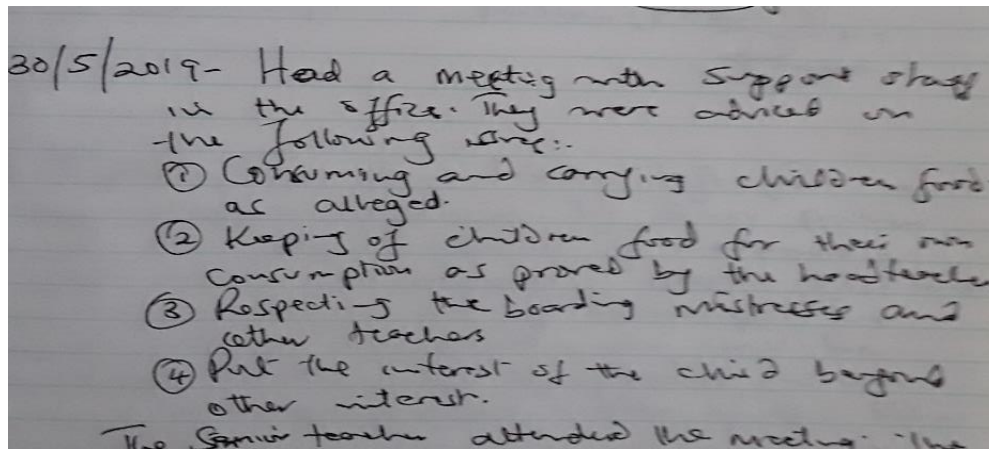 30/5/2019- Head a meeting with support staff
in the office. They were adviced on
the following
① Consuming and carrying children food
as alleged.
② Keeping of children food for their own
consumption as proved by the headteache
③ Respecting the boarding mistresses and
other teachers
④ Put the interest of the child beyond
other interest.
The Senior teacher attended the meeting. The